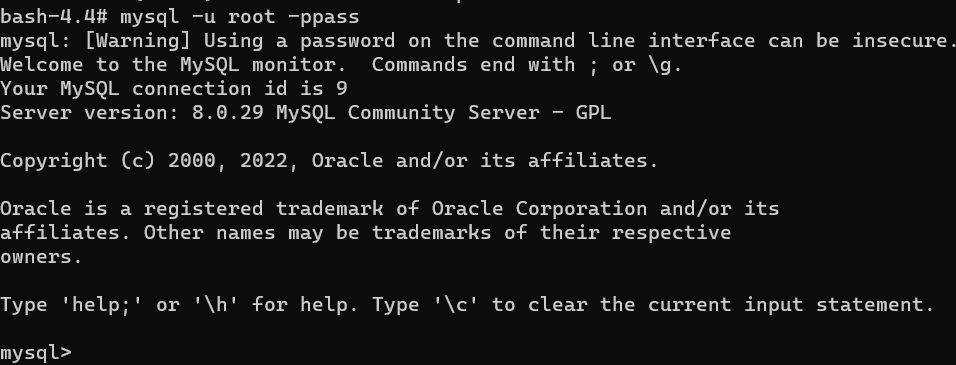 bash-4.4# mysql -u root -ppass
mysql: [Warning] Using a password on the command line interface can be insecure.
Welcome to the MySQL monitor.  Commands end with ; or \g.
Your MySQL connection id is 9
Server version: 8.0.29 MySQL Community Server - GPL

Copyright (c) 2000, 2022, Oracle and/or its affiliates.

Oracle is a registered trademark of Oracle Corporation and/or its
affiliates. Other names may be trademarks of their respective
owners.

Type 'help;' or '\h' for help. Type '\c' to clear the current input statement.

mysql>